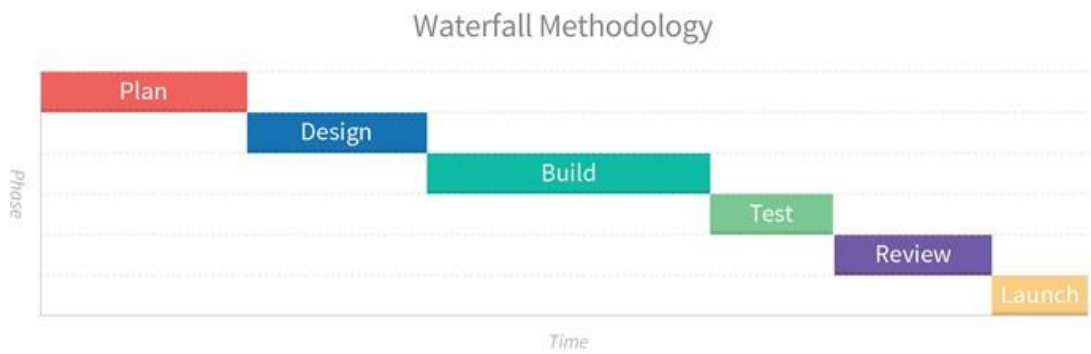 Waterfall Methodology
Plan
Design
Build
Test
Review
Launch
Phase
Time